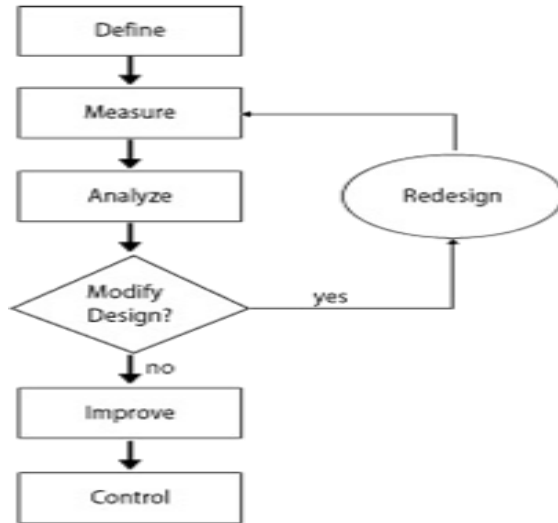 Define
Measure
Analyze
Redesign
Modify
Design?
yes
no
Improve
Control